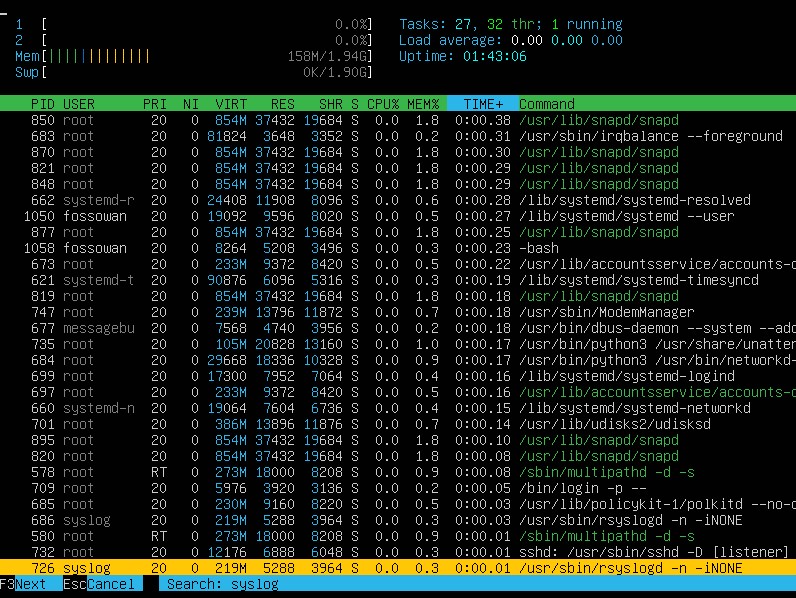 1 [ 0.0%] Tasks: 27, 32 thr; 1 running
2 [ 0.0%] Load average: 0.00 0.00 0.00
Mem[||||||||||||| 158M/1.94G] Uptime: 01:43:06
Swp[ 0K/1.90G]
PID USER PRI NI VIRT RES SHR S CPU% MEM% TIME+ Command
850 root 20 0 854M 37432 19684 S 0.0 1.8 0:00.38 /usr/lib/snapd/snapd
683 root 20 0 81824 3648 3352 S 0.0 0.2 0:00.31 /usr/sbin/irqbalance --foreground
870 root 20 0 854M 37432 19684 S 0.0 1.8 0:00.30 /usr/lib/snapd/snapd
821 root 20 0 854M 37432 19684 S 0.0 1.8 0:00.29 /usr/lib/snapd/snapd
848 root 20 0 854M 37432 19684 S 0.0 1.8 0:00.29 /usr/lib/snapd/snapd
662 systemd-r 20 0 24408 11908 8096 S 0.0 0.6 0:00.28 /lib/systemd/systemd-resolved
1050 fossowan 20 0 19092 9596 8020 S 0.0 0.5 0:00.27 /lib/systemd/systemd --user
877 root 20 0 854M 37432 19684 S 0.0 1.8 0:00.25 /usr/lib/snapd/snapd
1058 fossowan 20 0 8264 5208 3496 S 0.0 0.3 0:00.23 -bash
673 root 20 0 233M 9372 8420 S 0.0 0.5 0:00.22 /usr/lib/accountsservice/accounts-d
621 systemd-t 20 0 90876 6096 5316 S 0.0 0.3 0:00.19 /lib/systemd/systemd-timesyncd
819 root 20 0 854M 37432 19684 S 0.0 1.8 0:00.18 /usr/lib/snapd/snapd
747 root 20 0 239M 13796 11872 S 0.0 0.7 0:00.18 /usr/sbin/ModemManager
677 messagebu 20 0 7568 4740 3956 S 0.0 0.2 0:00.18 /usr/bin/dbus-daemon --system --add
735 root 20 0 105M 20828 13160 S 0.0 1.0 0:00.17 /usr/bin/python3 /usr/share/unatten
684 root 20 0 29668 18336 10328 S 0.0 0.9 0:00.17 /usr/bin/python3 /usr/bin/networkd-
699 root 20 0 17300 7952 7064 S 0.0 0.4 0:00.16 /lib/systemd/systemd-logind
697 root 20 0 233M 9372 8420 S 0.0 0.5 0:00.16 /usr/lib/accountsservice/accounts-d
660 systemd-n 20 0 19064 7604 6736 S 0.0 0.4 0:00.15 /lib/systemd/systemd-networkd
701 root 20 0 386M 13896 11876 S 0.0 0.7 0:00.14 /usr/lib/udisks2/udisksd
895 root 20 0 854M 37432 19684 S 0.0 1.8 0:00.10 /usr/lib/snapd/snapd
820 root 20 0 854M 37432 19684 S 0.0 1.8 0:00.08 /usr/lib/snapd/snapd
578 root RT 0 273M 18000 8208 S 0.0 0.9 0:00.08 /sbin/multipathd -d -s
709 root 20 0 5976 3920 3136 S 0.0 0.2 0:00.05 /bin/login -p --
685 root 20 0 230M 9160 8220 S 0.0 0.5 0:00.03 /usr/lib/policykit-1/polkitd --no-d
686 syslog 20 0 219M 5288 3964 S 0.0 0.3 0:00.03 /usr/sbin/rsyslogd -n -iNONE
580 root RT 0 273M 18000 8208 S 0.0 0.9 0:00.01 /sbin/multipathd -d -s
732 root 20 0 12176 6888 6048 S 0.0 0.3 0:00.01 sshd: /usr/sbin/sshd -D [listener]
726 syslog 20 0 219M 5288 3964 S 0.0 0.3 0:00.01 /usr/sbin/rsyslogd -n -iNONE
F3Next EscCancel Search: syslog